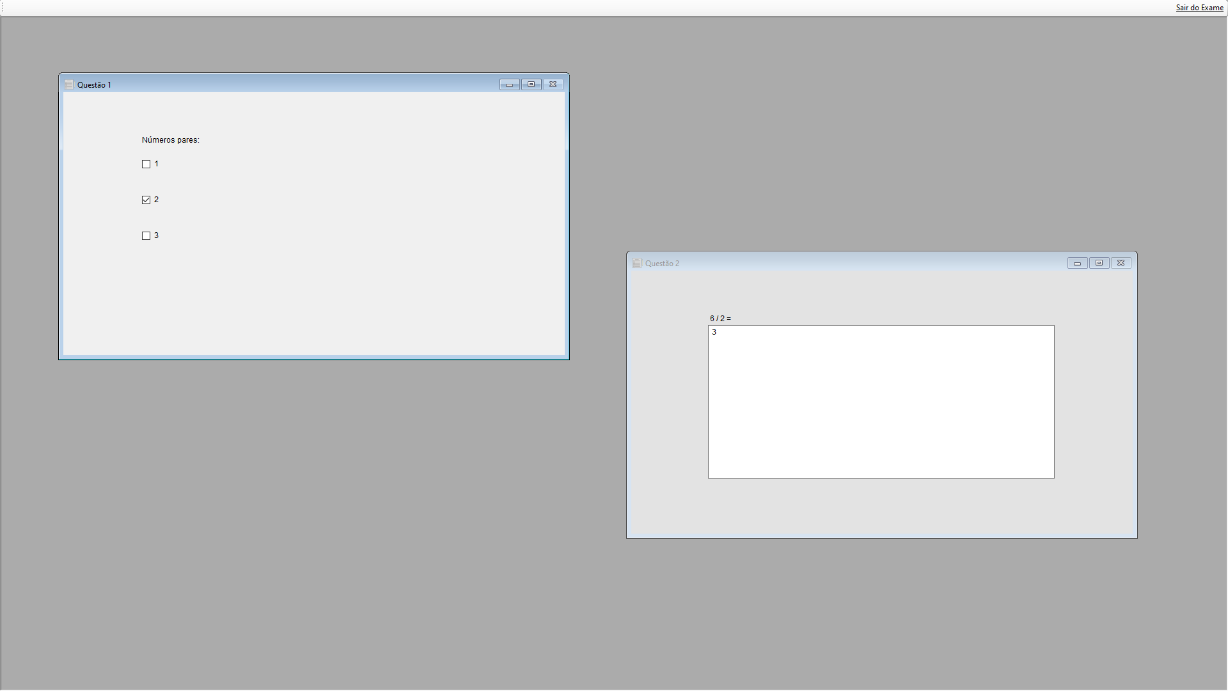 Sair do Exame
Questão 1
Números pares:
1
2
3
Questão 2
6 / 2 =
3